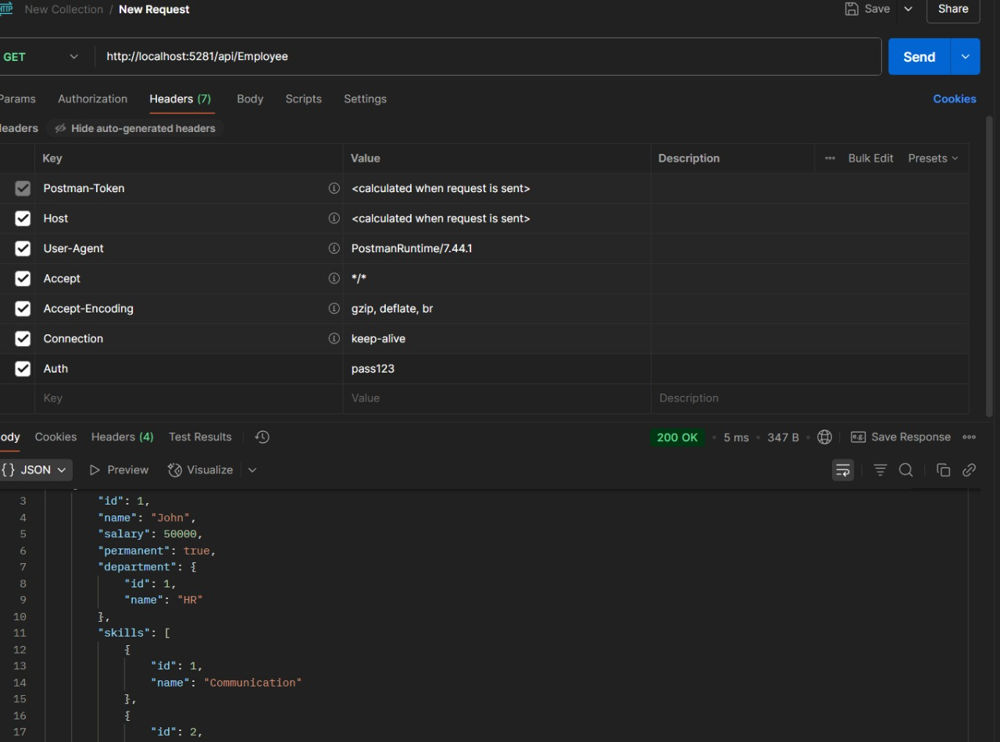 HTTP New Collection / New Request Save Share
GET http://localhost:5281/api/Employee Send
Params Authorization Headers (7) Body Scripts Settings Cookies
Headers Hide auto-generated headers
Key Value Description Bulk Edit Presets
Postman-Token <calculated when request is sent>
Host <calculated when request is sent>
User-Agent PostmanRuntime/7.44.1
Accept */*
Accept-Encoding gzip, deflate, br
Connection keep-alive
Auth pass123
Key Value Description
ody Cookies Headers (4) Test Results 200 OK • 5 ms • 347 B • e.g. Save Response
{} JSON Preview Visualize
3 "id": 1,
4 "name": "John",
5 "salary": 50000,
6 "permanent": true,
7 "department": {
8 "id": 1,
9 "name": "HR"
10 },
11 "skills": [
12 {
13 "id": 1,
14 "name": "Communication"
15 },
16 {
17 "id": 2,